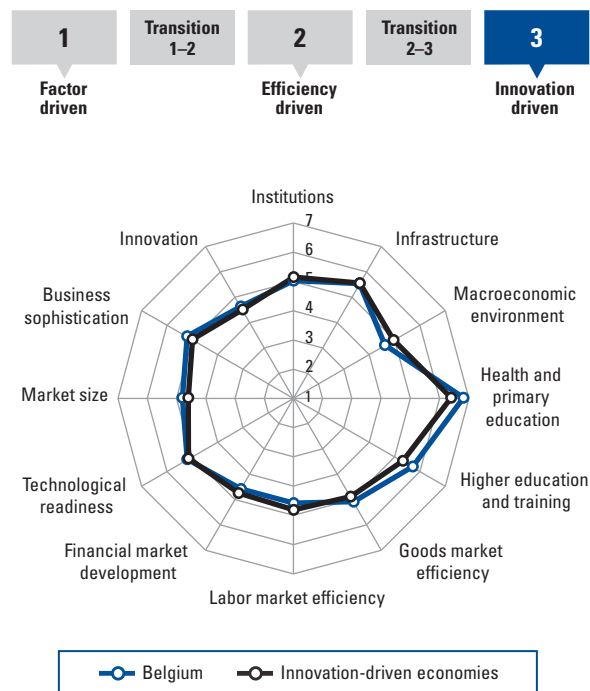 1
Transition
1–2
2
Transition
2–3
3
Factor
driven
Efficiency
driven
Innovation
driven
Institutions
7
Innovation
Infrastructure
6
5
Business
sophistication
Macroeconomic
environment
4
3
2
Market size
1
Health and
primary
education
Technological
readiness
Higher education
and training
Financial market
development
Goods market
efficiency
Labor market efficiency
Belgium
Innovation-driven economies